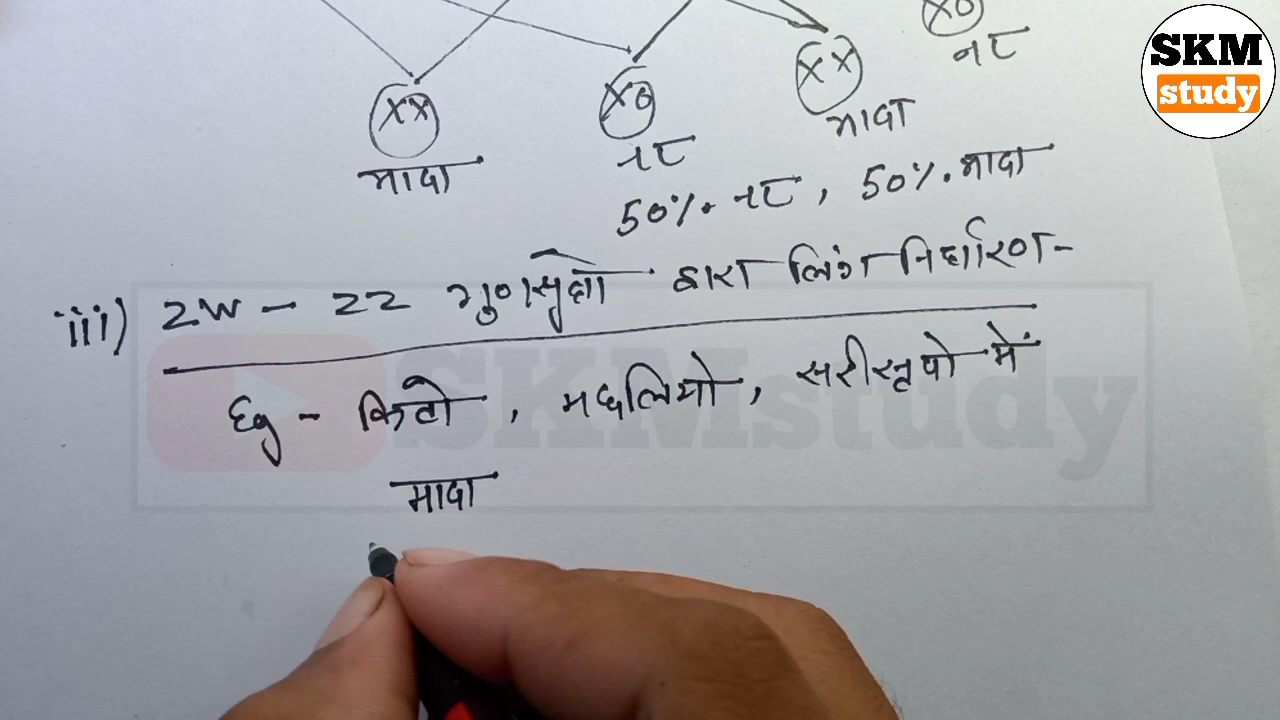 XO
नर
SKM
study
XX
XO
XX
मादा
नर
मादा
50% नर, 50% मादा
iii) ZW - ZZ गुणसूत्रो द्वारा लिंग निर्धारण-
Eg - किटो, मछलियो, सरीसृपो में
SKMstudy
मादा